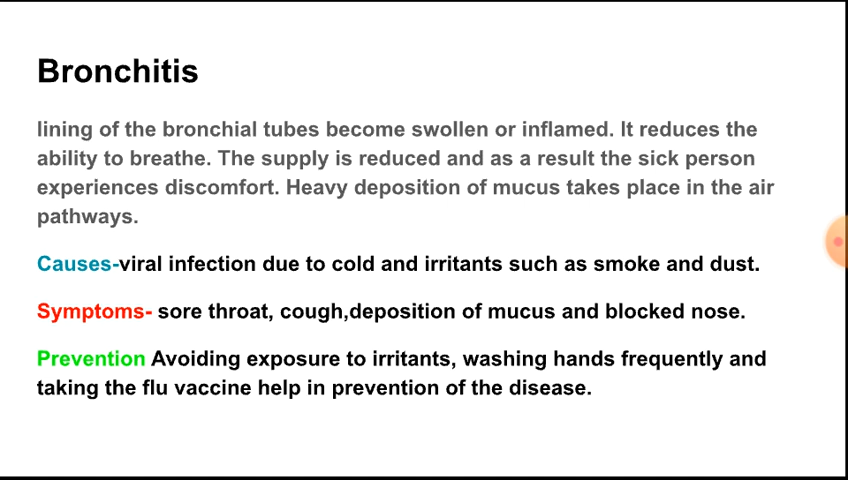 Bronchitis
lining of the bronchial tubes become swollen or inflamed. It reduces the
ability to breathe. The supply is reduced and as a result the sick person
experiences discomfort. Heavy deposition of mucus takes place in the air
pathways.
Causes-viral infection due to cold and irritants such as smoke and dust.
Symptoms- sore throat, cough,deposition of mucus and blocked nose.
Prevention Avoiding exposure to irritants, washing hands frequently and
taking the flu vaccine help in prevention of the disease.